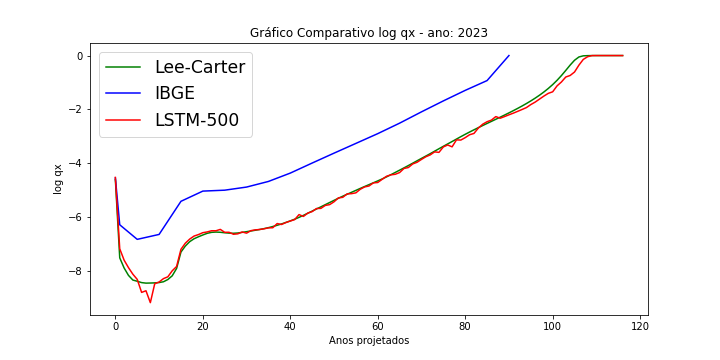 Gráfico Comparativo log qx - ano: 2023
Lee-Carter
IBGE
LSTM-500
log qx
0
−2
−4
−6
−8
0 20 40 60 80 100 120
Anos projetados